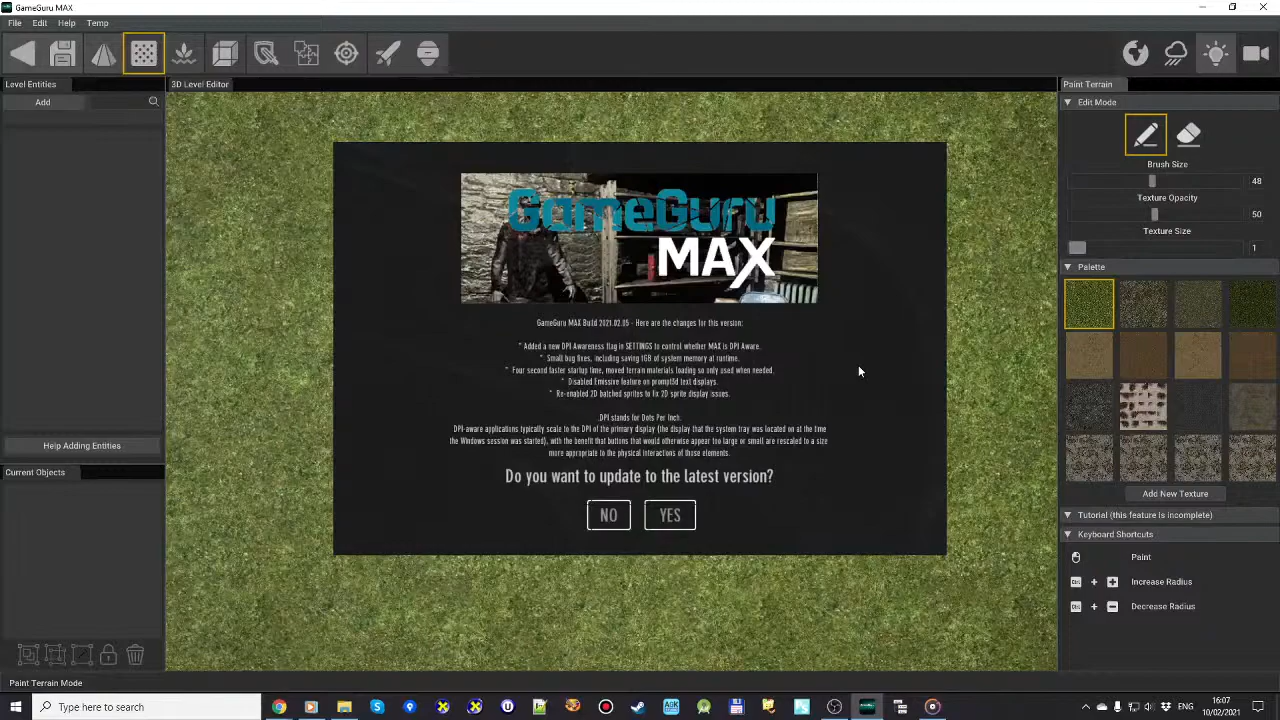 GameGuru MAX
File Edit Help Temp
Level Entities
3D Level Editor
Paint Terrain
Add
Edit Mode
Brush Size
48
Texture Opacity
50
Texture Size
1
Palette
GameGuru
MAX
GameGuru MAX Build 2021.02.05 - Here are the changes for this version:
* Added a new DPI Awareness flag in SETTINGS to control whether MAX is DPI Aware.
* Small bug fixes, including saving 1GB of system memory at runtime.
* Four second faster startup time, moved terrain materials loading so only used when needed.
* Disabled Emissive feature on prompt3d text displays.
* Re-enabled 2D batched sprites to fix 2D sprite display issues.
DPI stands for Dots Per Inch.
DPI-aware applications typically scale to the DPI of the primary display (the display that the system tray was located on at the time
the Windows session was started), with the benefit that buttons that would otherwise appear too large or small are rescaled to a size
more appropriate to the physical interactions of those elements.
Do you want to update to the latest version?
NO YES
Help Adding Entities
Current Objects
Add New Texture
Tutorial (this feature is incomplete)
Keyboard Shortcuts
Paint
Ctrl + + Increase Radius
Ctrl + - Decrease Radius
Paint Terrain Mode
Type here to search
16:07
10/02/2021